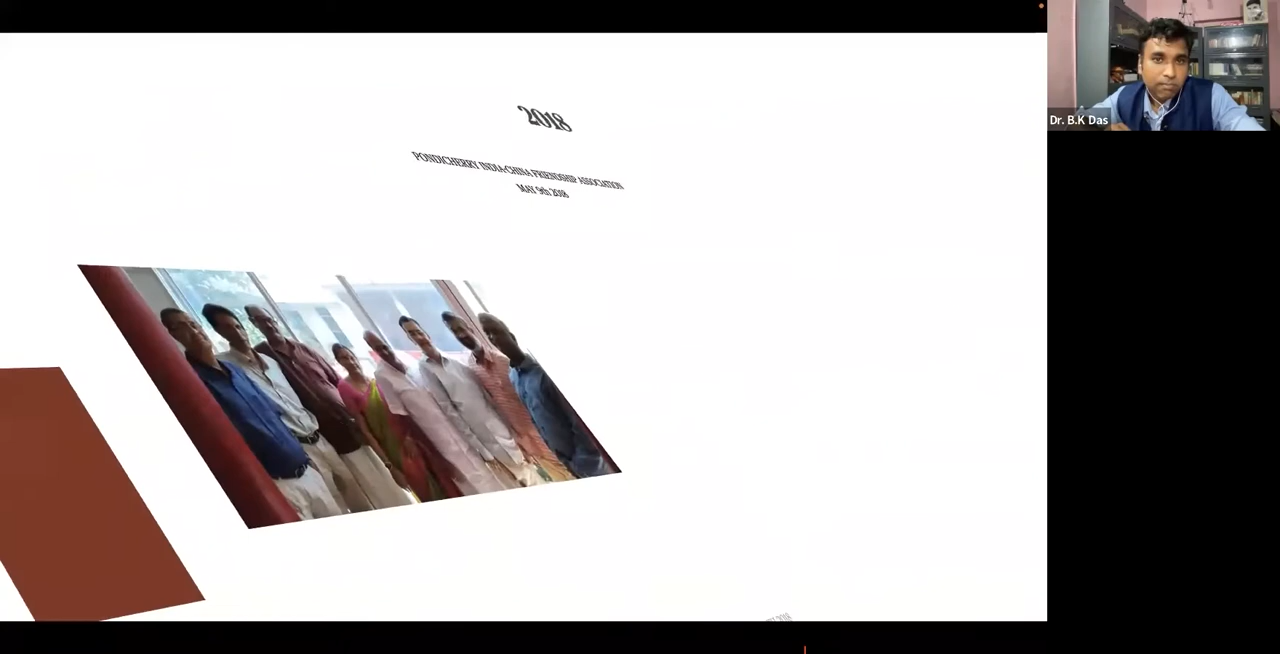 2018
PONDICHERRY INDIA-CHINA FRIENDSHIP ASSOCIATION
MAY 9th 2018
Dr. B.K Das